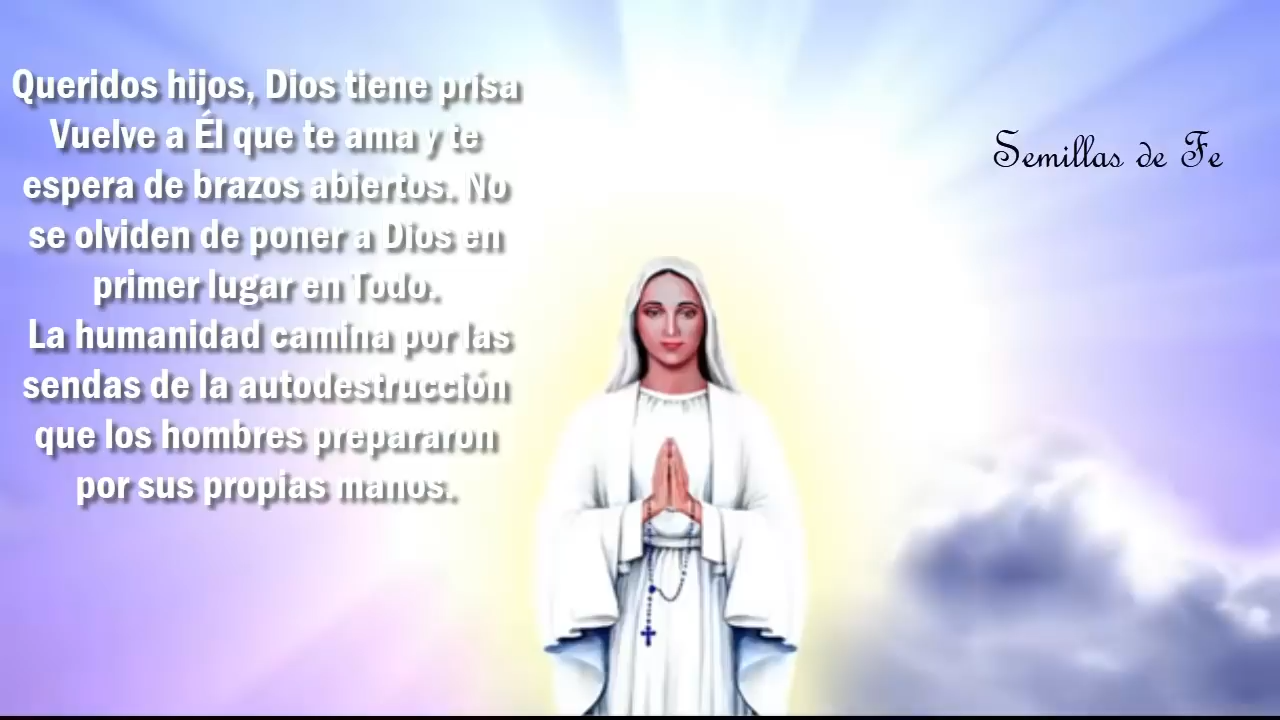 Queridos hijos, Dios tiene prisa
Vuelve a Él que te ama y te
espera de brazos abiertos. No
se olviden de poner a Dios en
primer lugar en Todo.
La humanidad camina por las
sendas de la autodestrucción
que los hombres prepararon
por sus propias manos.
Semillas de Fe